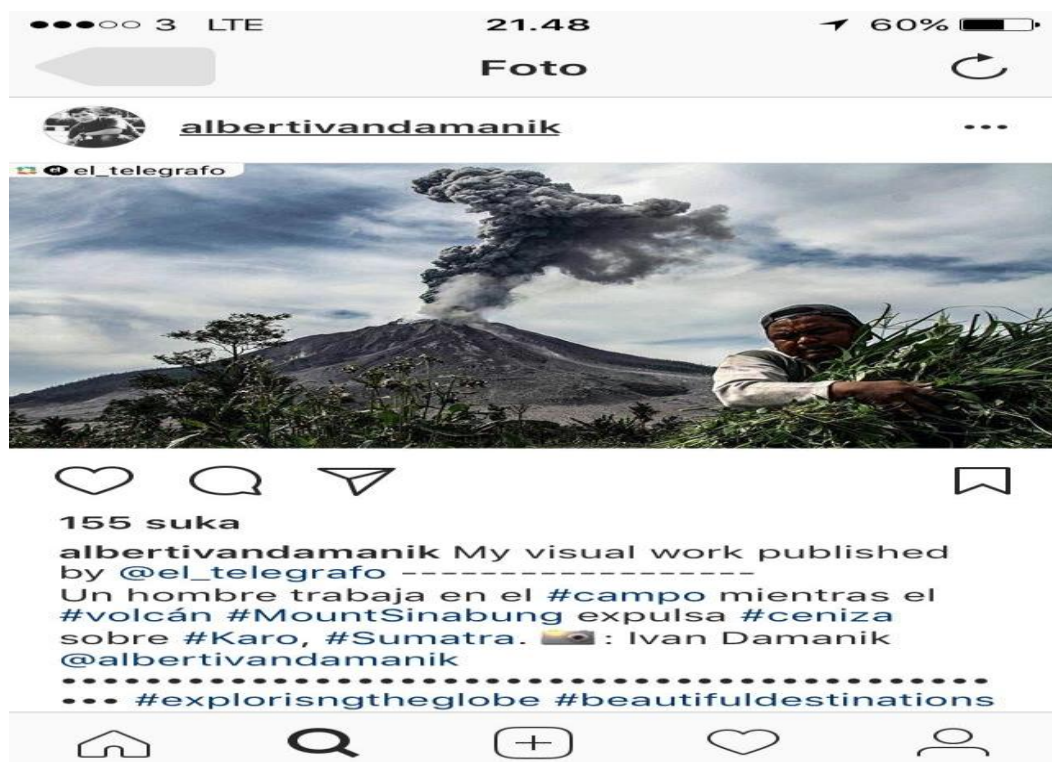 3 LTE 21.48 60%
Foto
albertivandamanik
el_telegrafo
155 suka
albertivandamanik My visual work published
by @el_telegrafo ------------------
Un hombre trabaja en el #campo mientras el
#volcán #MountSinabung expulsa #ceniza
sobre #Karo, #Sumatra. 📷 : Ivan Damanik
@albertivandamanik
••••••••••••••••••••••••••••••••••••••••••••••
••• #explorisngtheglobe #beautifuldestinations